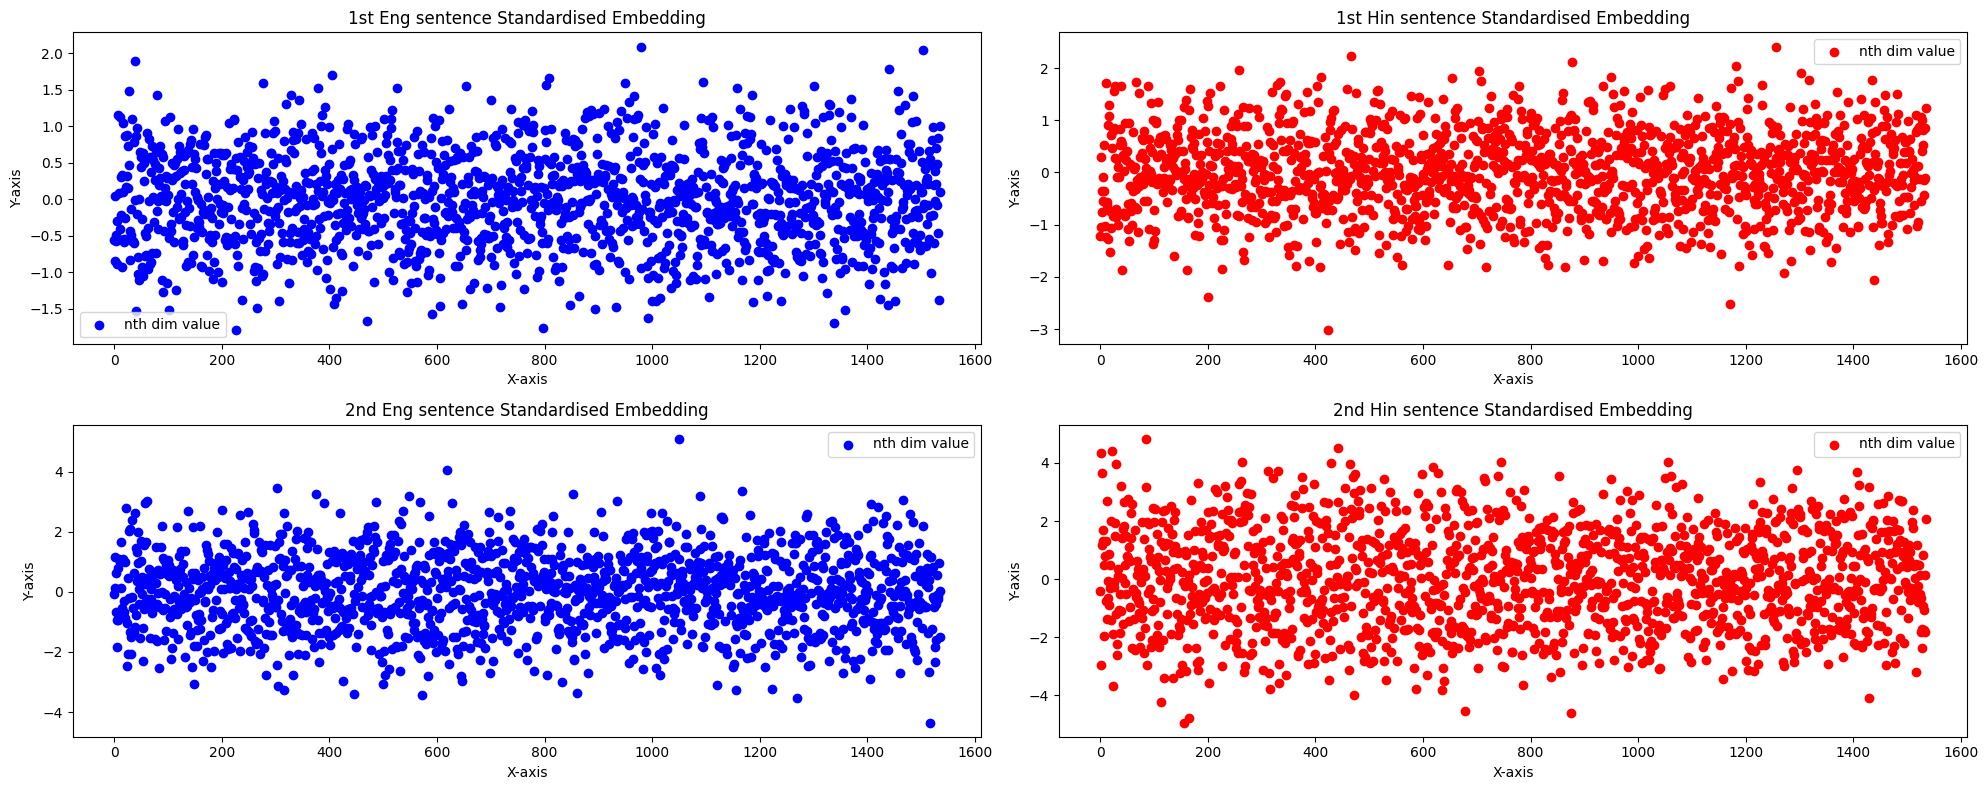 1st Eng sentence Standardised Embedding
Y-axis
2.0
1.5
1.0
0.5
0.0
−0.5
−1.0
−1.5
nth dim value
0 200 400 600 800 1000 1200 1400 1600
X-axis
1st Hin sentence Standardised Embedding
nth dim value
Y-axis
2
1
0
−1
−2
−3
0 200 400 600 800 1000 1200 1400 1600
X-axis
2nd Eng sentence Standardised Embedding
nth dim value
Y-axis
4
2
0
−2
−4
0 200 400 600 800 1000 1200 1400 1600
X-axis
2nd Hin sentence Standardised Embedding
nth dim value
Y-axis
4
2
0
−2
−4
0 200 400 600 800 1000 1200 1400 1600
X-axis